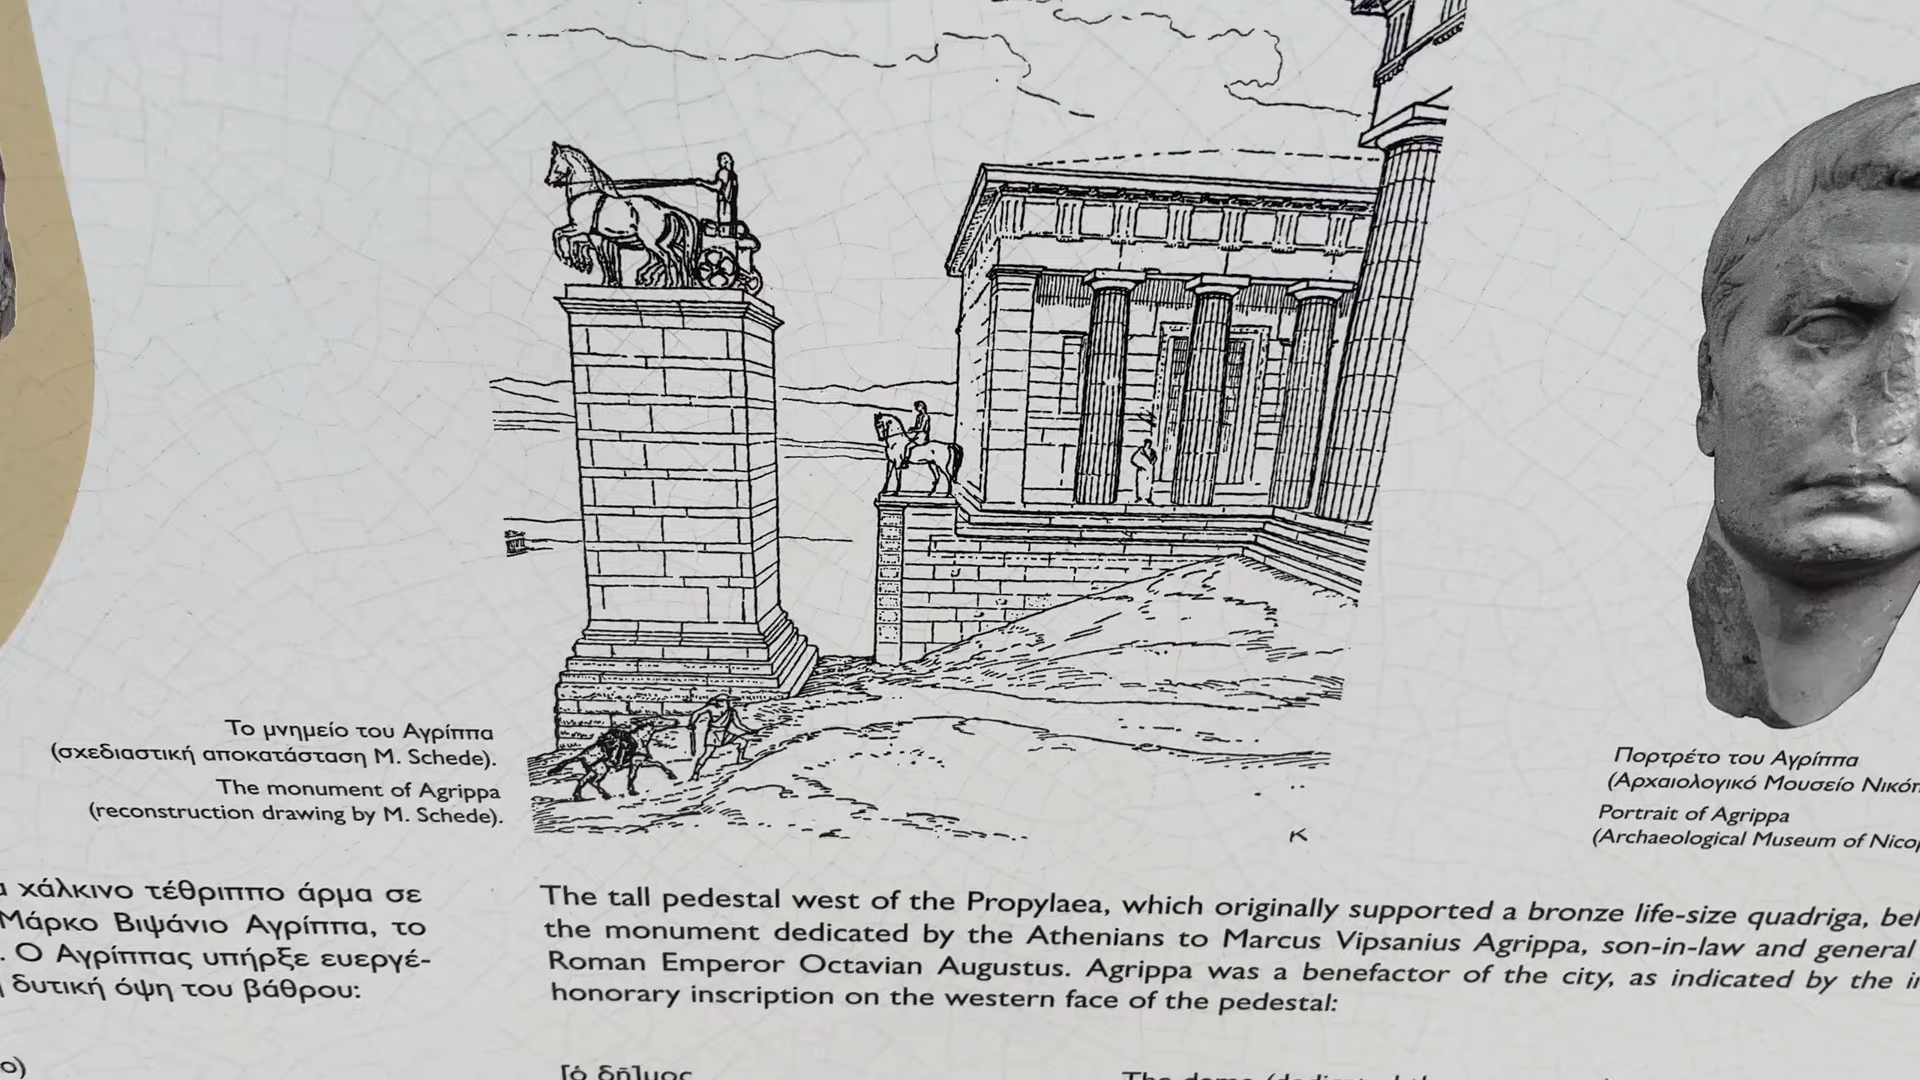 Το μνημείο του Αγρίππα
(σχεδιαστική αποκατάσταση M. Schede).
The monument of Agrippa
(reconstruction drawing by M. Schede).
K
Πορτρέτο του Αγρίππα
(Αρχαιολογικό Μουσείο
Portrait of Agrippa
(Archaeological Museum of
χάλκινο τέθριππο άρμα σε
Μάρκο Βιψάνιο Αγρίππα, το
. Ο Αγρίππας υπήρξε ευεργέ-
δυτική όψη του βάθρου:
The tall pedestal west of the Propylaea, which originally supported a bronze life-size quadriga,
the monument dedicated by the Athenians to Marcus Vipsanius Agrippa, son-in-law and general
Roman Emperor Octavian Augustus. Agrippa was a benefactor of the city, as indicated by the
honorary inscription on the western face of the pedestal:
[ὁ δῆ]μος